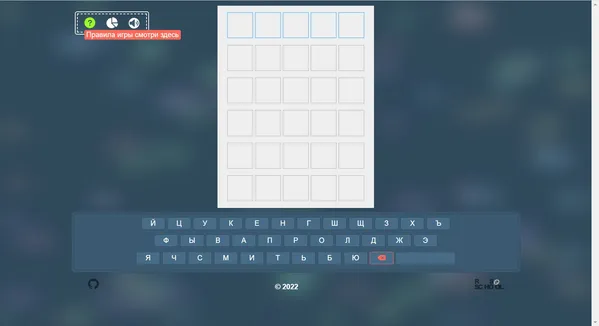 ?
Правила игры смотри здесь
Й Ц У К Е Н Г Ш Щ З Х Ъ
Ф Ы В А П Р О Л Д Ж Э
Я Ч С М И Т Ь Б Ю
© 2022